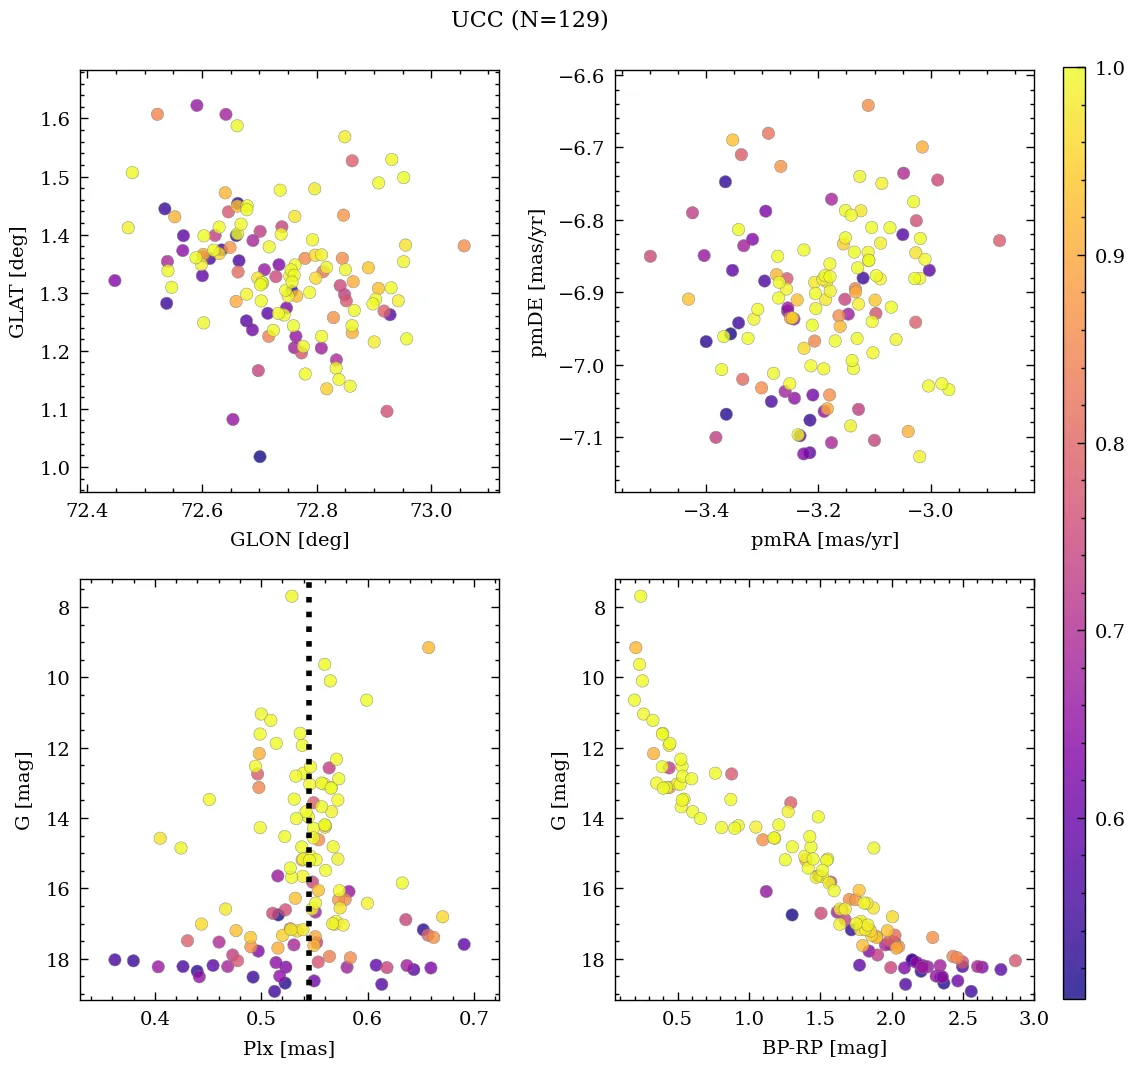 UCC (N=129)
1.6
1.5
1.4
1.3
1.2
1.1
1.0
GLAT [deg]
72.4 72.6 72.8 73.0
GLON [deg]
−6.6
−6.7
−6.8
−6.9
−7.0
−7.1
pmDE [mas/yr]
−3.4 −3.2 −3.0
pmRA [mas/yr]
8
10
12
14
16
18
G [mag]
0.4 0.5 0.6 0.7
Plx [mas]
8
10
12
14
16
18
G [mag]
0.5 1.0 1.5 2.0 2.5 3.0
BP-RP [mag]
1.0
0.9
0.8
0.7
0.6